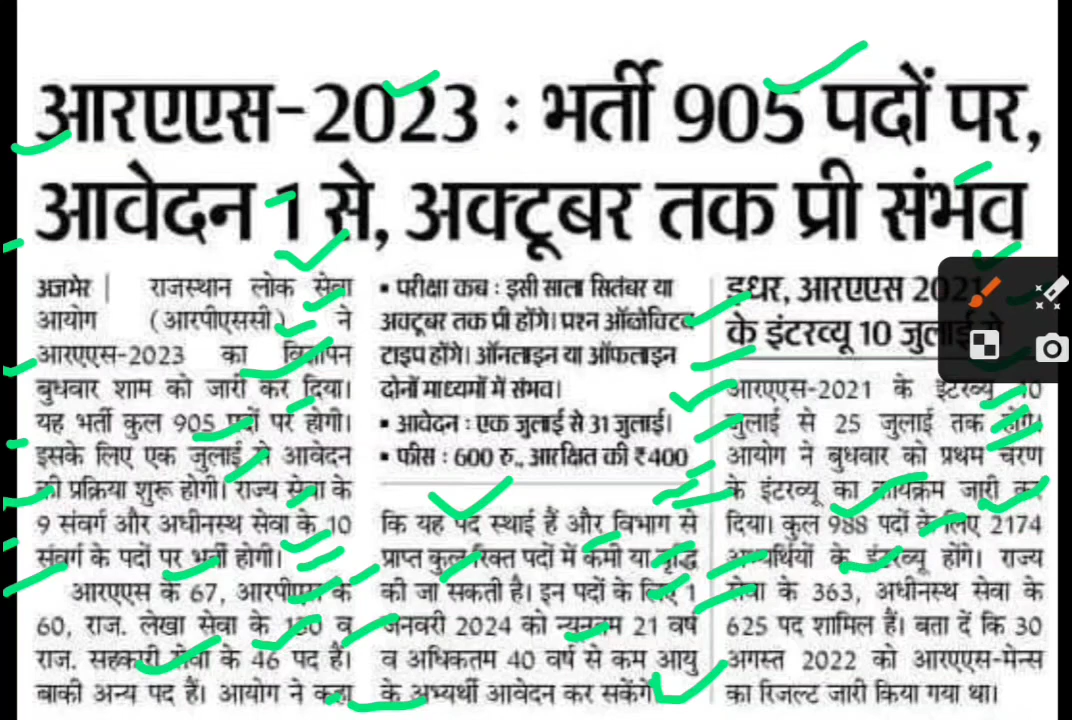 आरएएस-2023 : भर्ती 905 पदों पर,
आवेदन 1 से, अक्टूबर तक प्री संभव
अजमेर | राजस्थान लोक सेवा
आयोग (आरपीएससी) ने
आरएएस-2023 का विज्ञापन
बुधवार शाम को जारी कर दिया।
यह भर्ती कुल 905 पदों पर होगी।
इसके लिए एक जुलाई से आवेदन
की प्रक्रिया शुरू होगी। राज्य सेवा के
9 संवर्ग और अधीनस्थ सेवा के 10
संवर्ग के पदों पर भर्ती होगी।
आरएएस के 67, आरपीएस के
60, राज. लेखा सेवा के व
राज. सहकारी सेवा के 46 पद है।
बाकी अन्य पद हैं। आयोग ने कहा
▪ परीक्षा कब : इसी साल सितंबर या
अक्टूबर तक प्री होंगी। प्रश्न ऑब्जेक्टिव
टाइप होंगे। ऑनलाइन या ऑफलाइन
दोनों माध्यमों में संभव।
▪ आवेदन : एक जुलाई से 31 जुलाई।
▪ फीस : 600 रु., आरक्षित की ₹400
कि यह पद स्थाई हैं और विभाग से
प्राप्त कुल रिक्त पदों में कमी या वृद्धि
की जा सकती है। इन पदों के लिए 1
जनवरी 2024 को न्यूनतम 21 वर्ष
व अधिकतम 40 वर्ष से कम आयु
के अभ्यर्थी आवेदन कर सकेंगे
इधर, आरएएस 2021
के इंटरव्यू 10 जुलाई से
आरएएस-2021 के इंटरव्यू 10
जुलाई से 25 जुलाई तक होंगे।
आयोग ने बुधवार को प्रथम चरण
के इंटरव्यू का कार्यक्रम जारी कर
दिया। कुल 988 पदों के लिए 2174
अभ्यर्थियों के इंटरव्यू होंगे। राज्य
सेवा के 363, अधीनस्थ सेवा के
625 पद शामिल हैं। बता दें कि 30
अगस्त 2022 को आरएएस-मेन्स
का रिजल्ट जारी किया गया था।